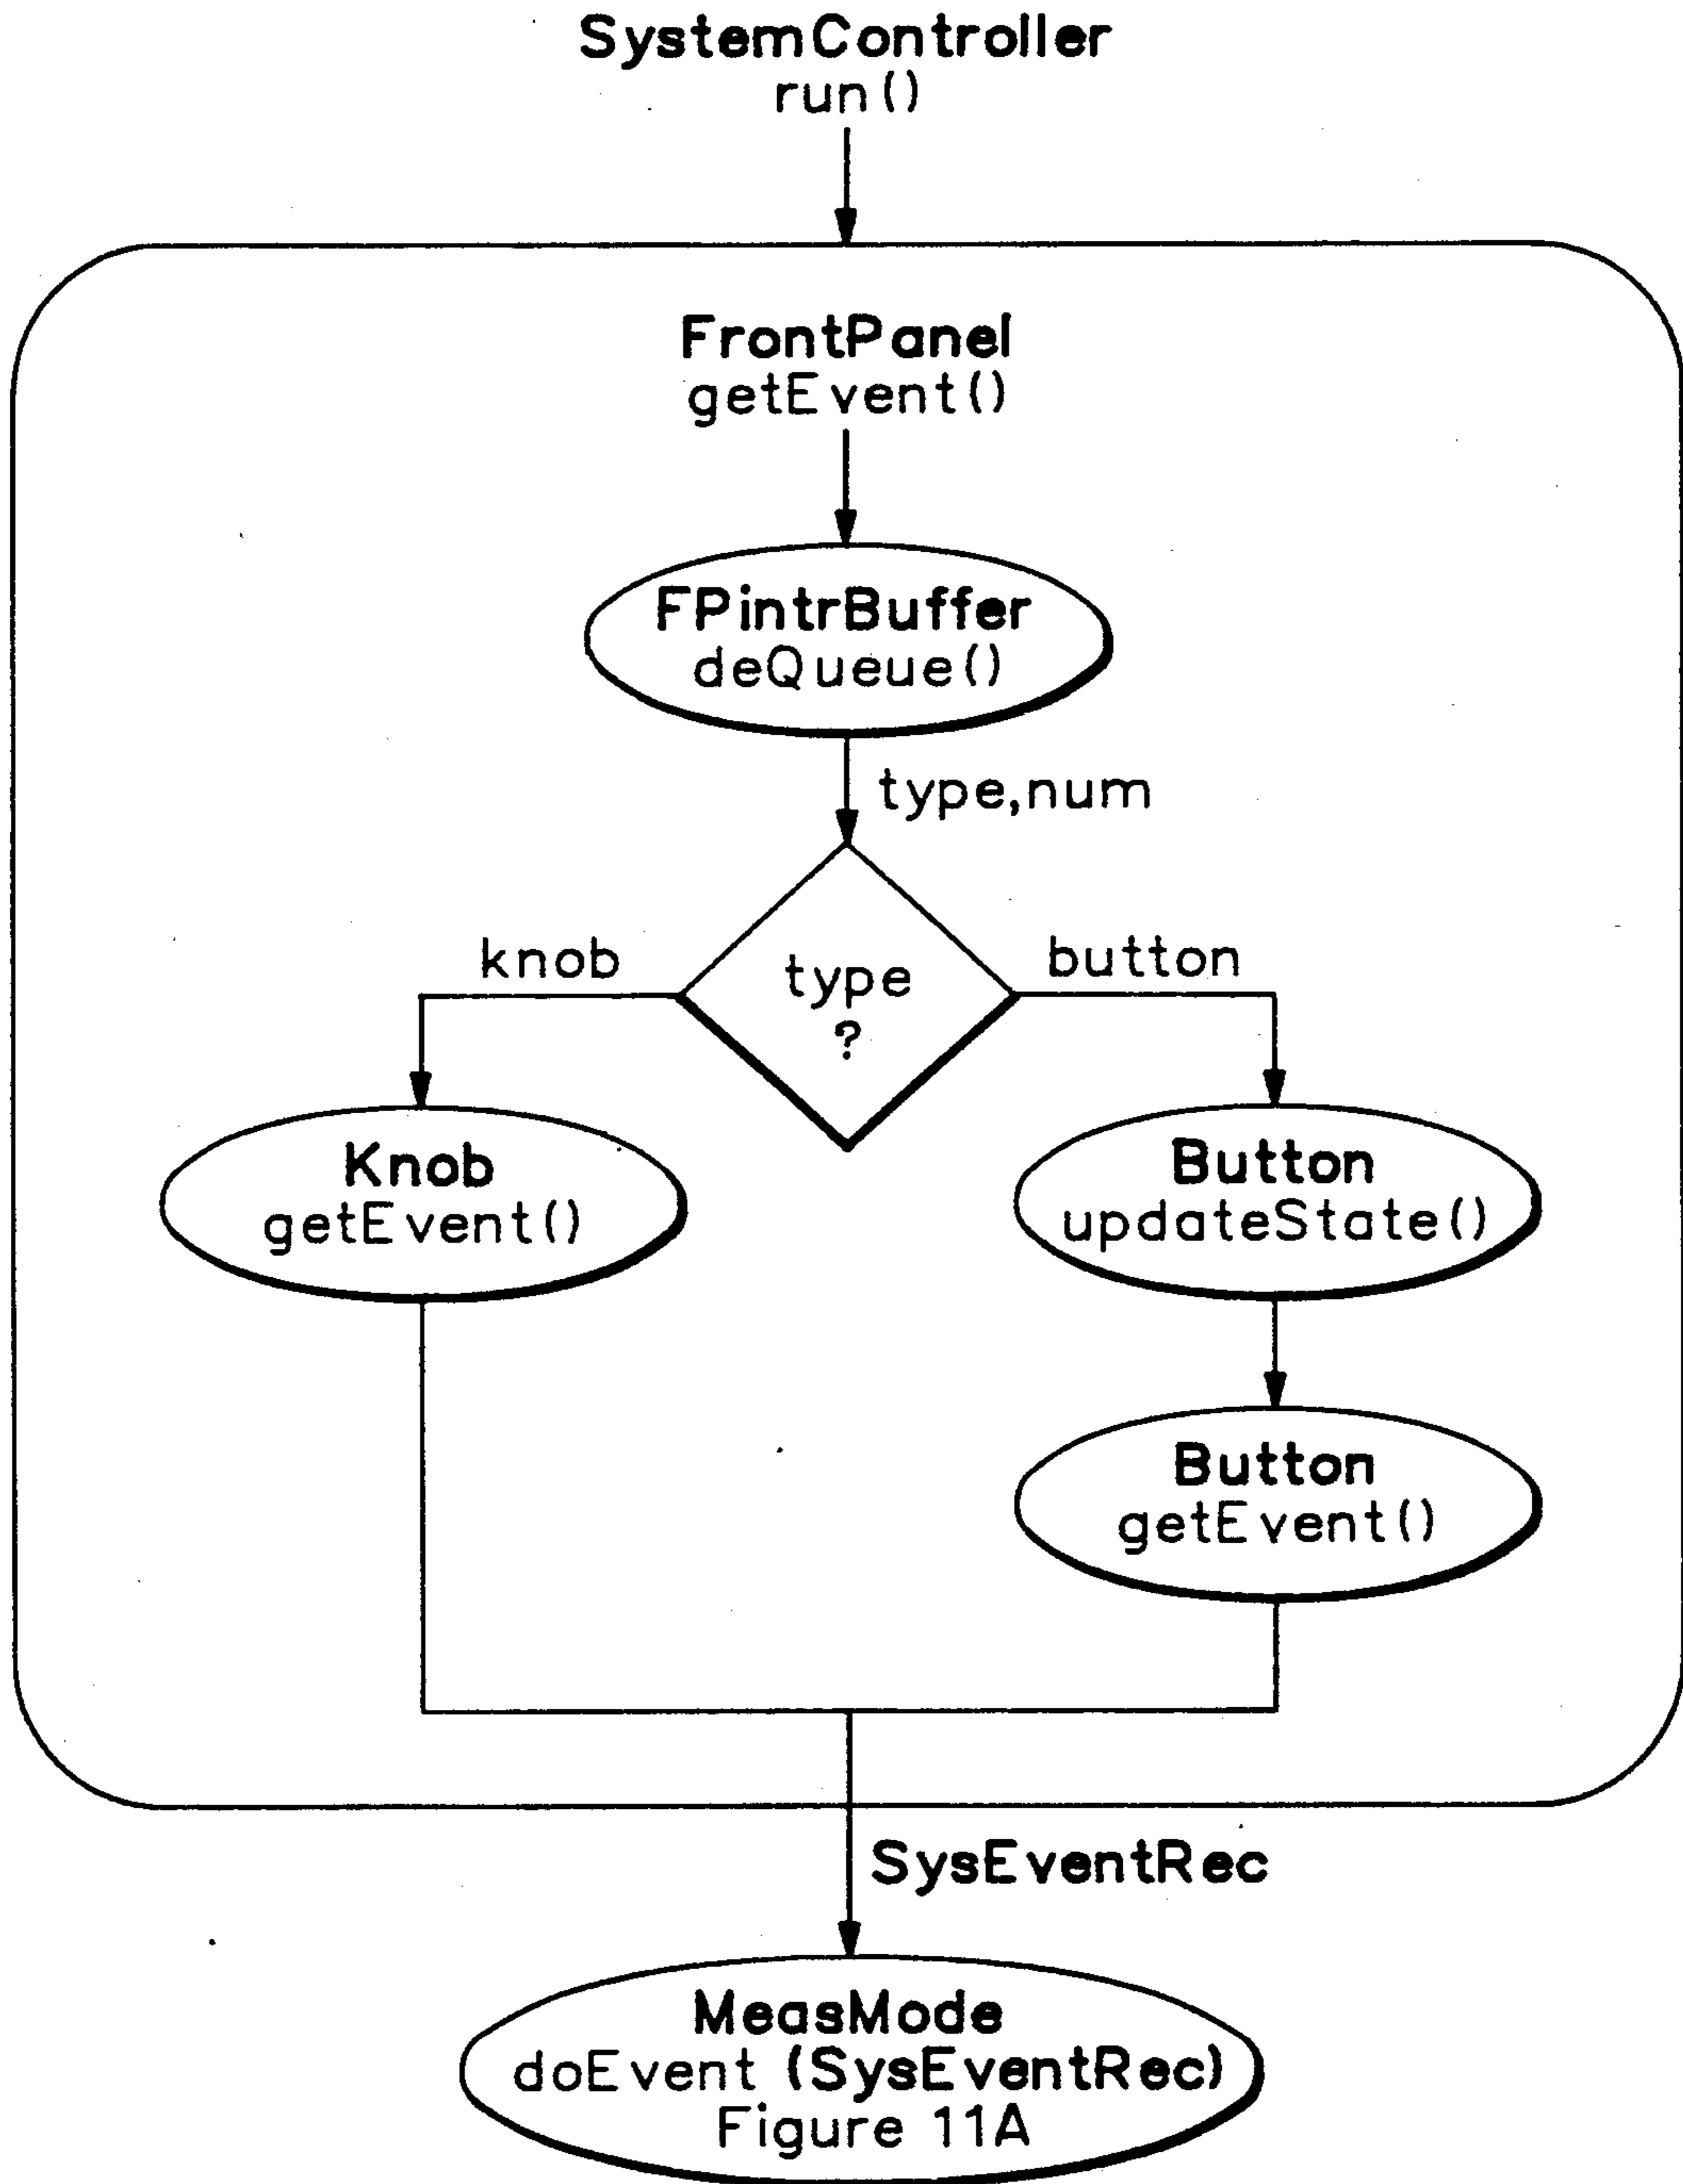 SystemController
run()
FrontPanel
getEvent()
FPintrBuffer
deQueue()
type,num
knob
type
?
button
Knob
getEvent()
Button
updateState()
Button
getEvent()
SysEventRec
MeasMode
doEvent (SysEventRec)
Figure 11A